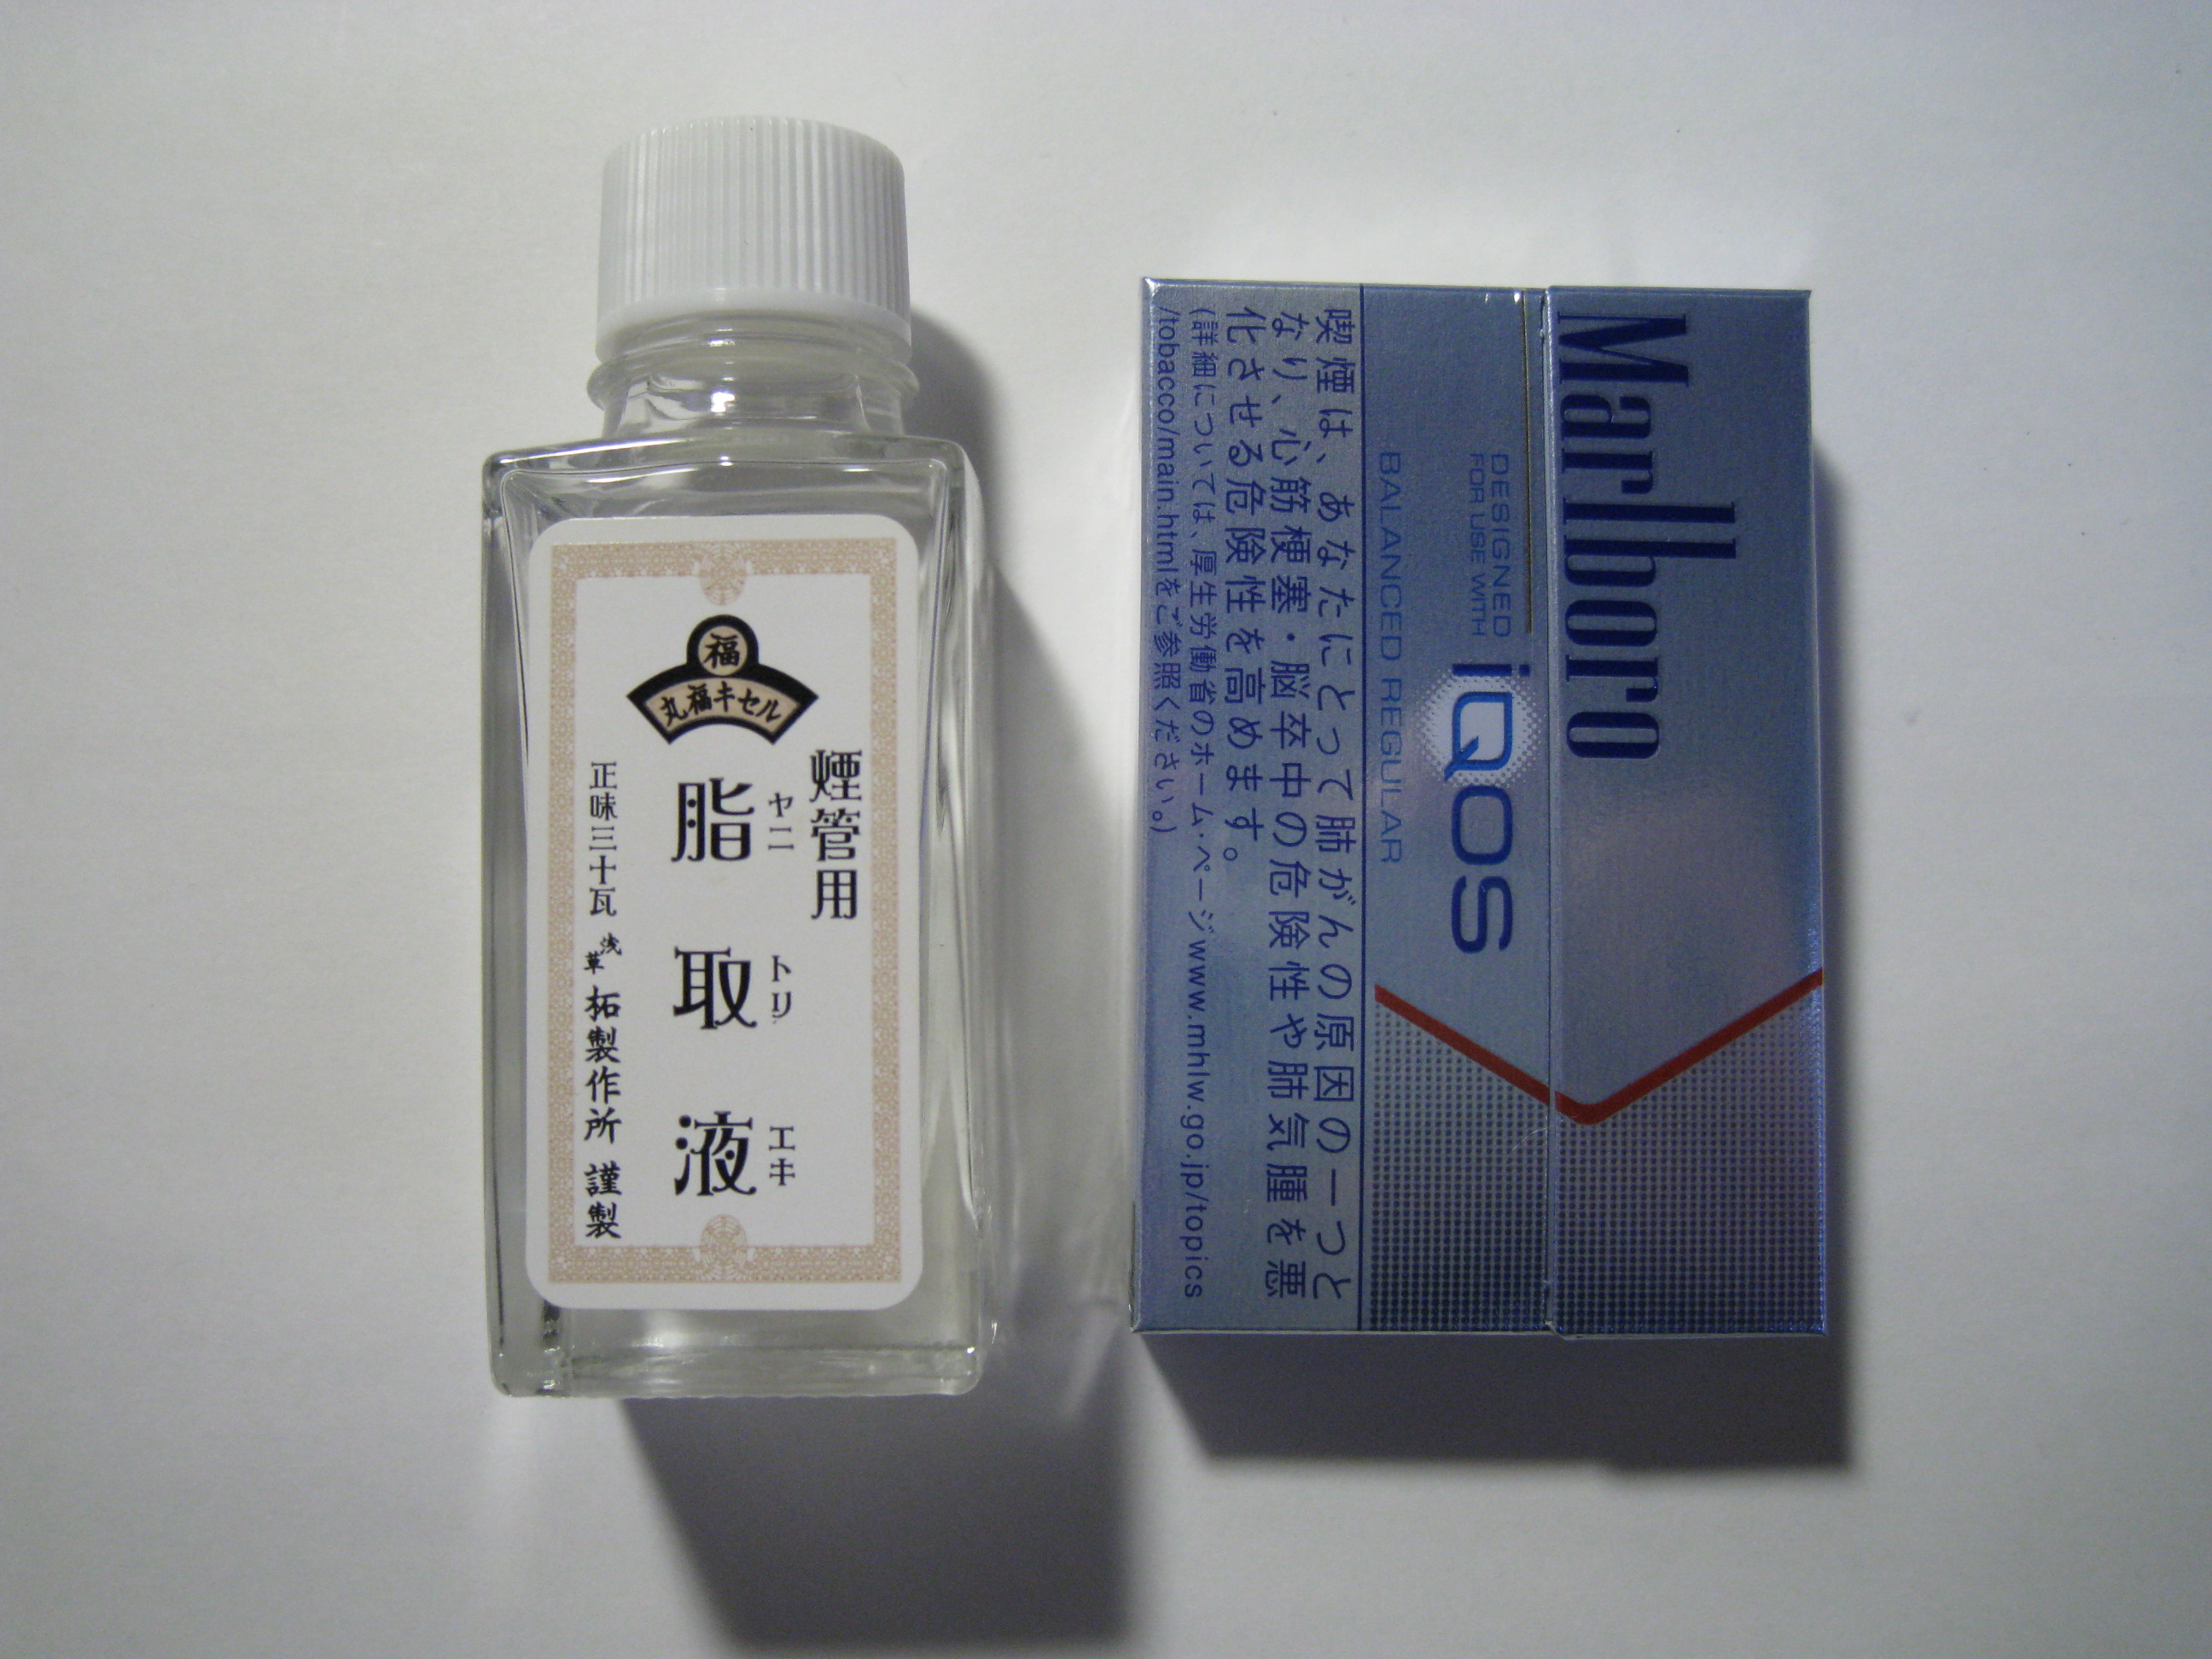 福
丸福キセル
煙管用
ヤニ トリ エキ
脂取液
正味三十瓦 浅草 拓製作所 謹製
Marlboro
DESIGNED
FOR USE WITH
iQOS
BALANCED REGULAR
喫煙は、あなたにとって肺がんの原因の一つと
なり、心筋梗塞・脳卒中の危険性や肺気腫を悪
化させる危険性を高めます。
(詳細については、厚生労働省のホーム・ページwww.mhlw.go.jp/topics
/tobacco/main.htmlをご参照ください。)